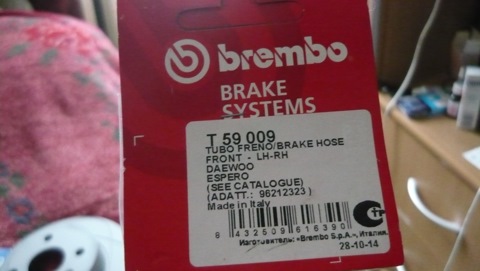 brembo
BRAKE
SYSTEMS
T 59 009
TUBO FRENO/BRAKE HOSE
FRONT - LH-RH
DAEWOO
ESPERO
(SEE CATALOGUE)
(ADATT.: 96212323 )
Made in Italy
8 432509 616390
Изготовитель: «Brembo S.p.A.», Италия.
28-10-14